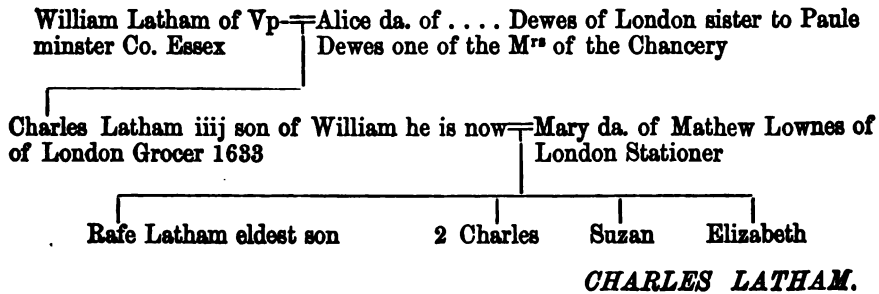 William Latham of Vp-=Alice da. of .... Dewes of London sister to Paule
minster Co. Essex Dewes one of the Mrs of the Chancery
Charles Latham iiij son of William he is now=Mary da. of Mathew Lownes of
of London Grocer 1633 London Stationer
Rafe Latham eldest son 2 Charles Suzan Elizabeth
CHARLES LATHAM.